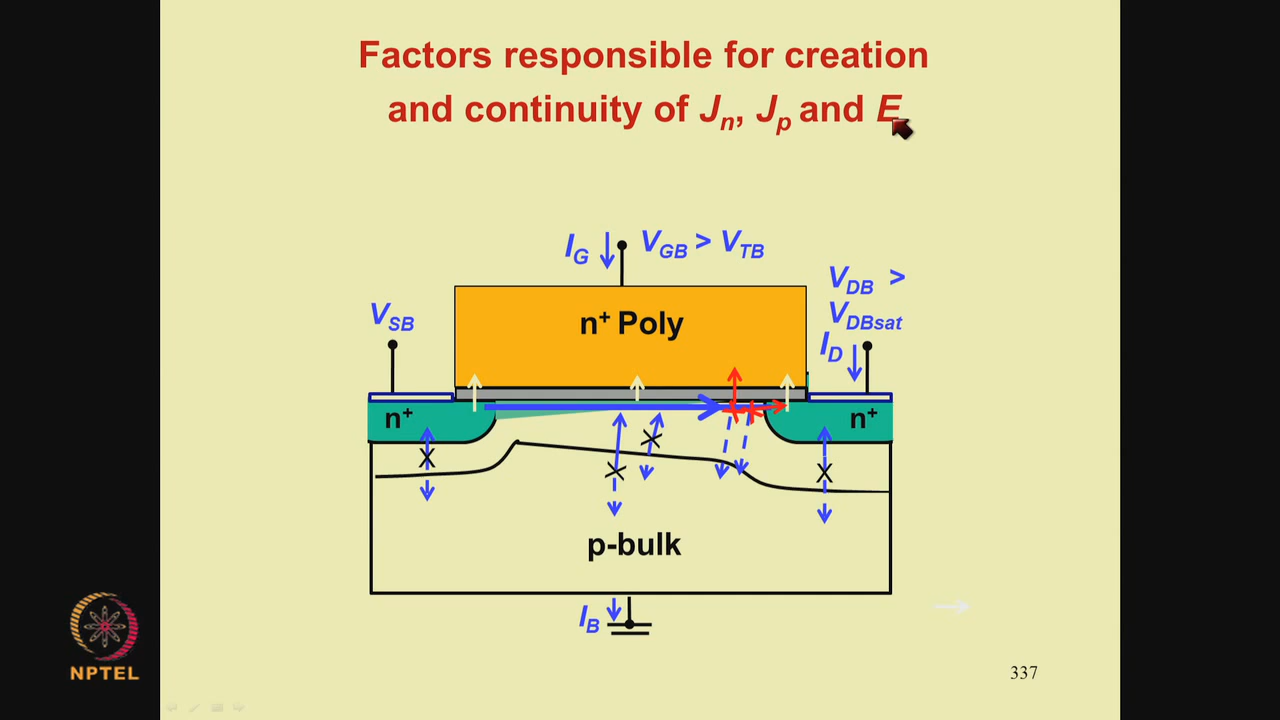 Factors responsible for creation
and continuity of Jn, Jp and E
IG
VGB > VTB
VDB >
VDBsat
VSB
n+ Poly
ID
n+
n+
X
X
X
X
p-bulk
IB
NPTEL
337